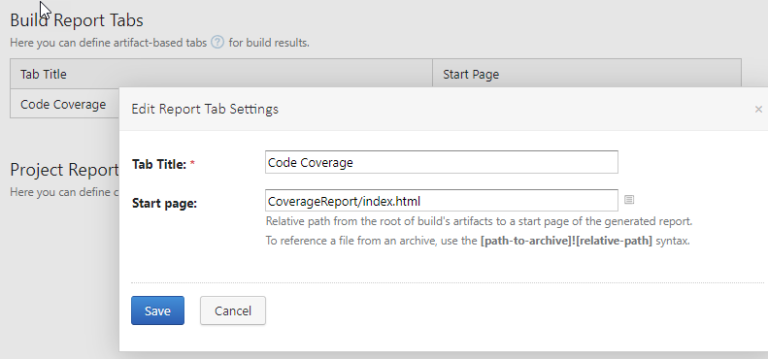 Build Report Tabs
Here you can define artifact-based tabs ? for build results.
Tab Title Start Page
Code Coverage
Edit Report Tab Settings ×
Tab Title: * Code Coverage
Project Report
Start page: CoverageReport/index.html
Here you can define c
Relative path from the root of build's artifacts to a start page of the generated report.
To reference a file from an archive, use the [path-to-archive]![relative-path] syntax.
Save Cancel